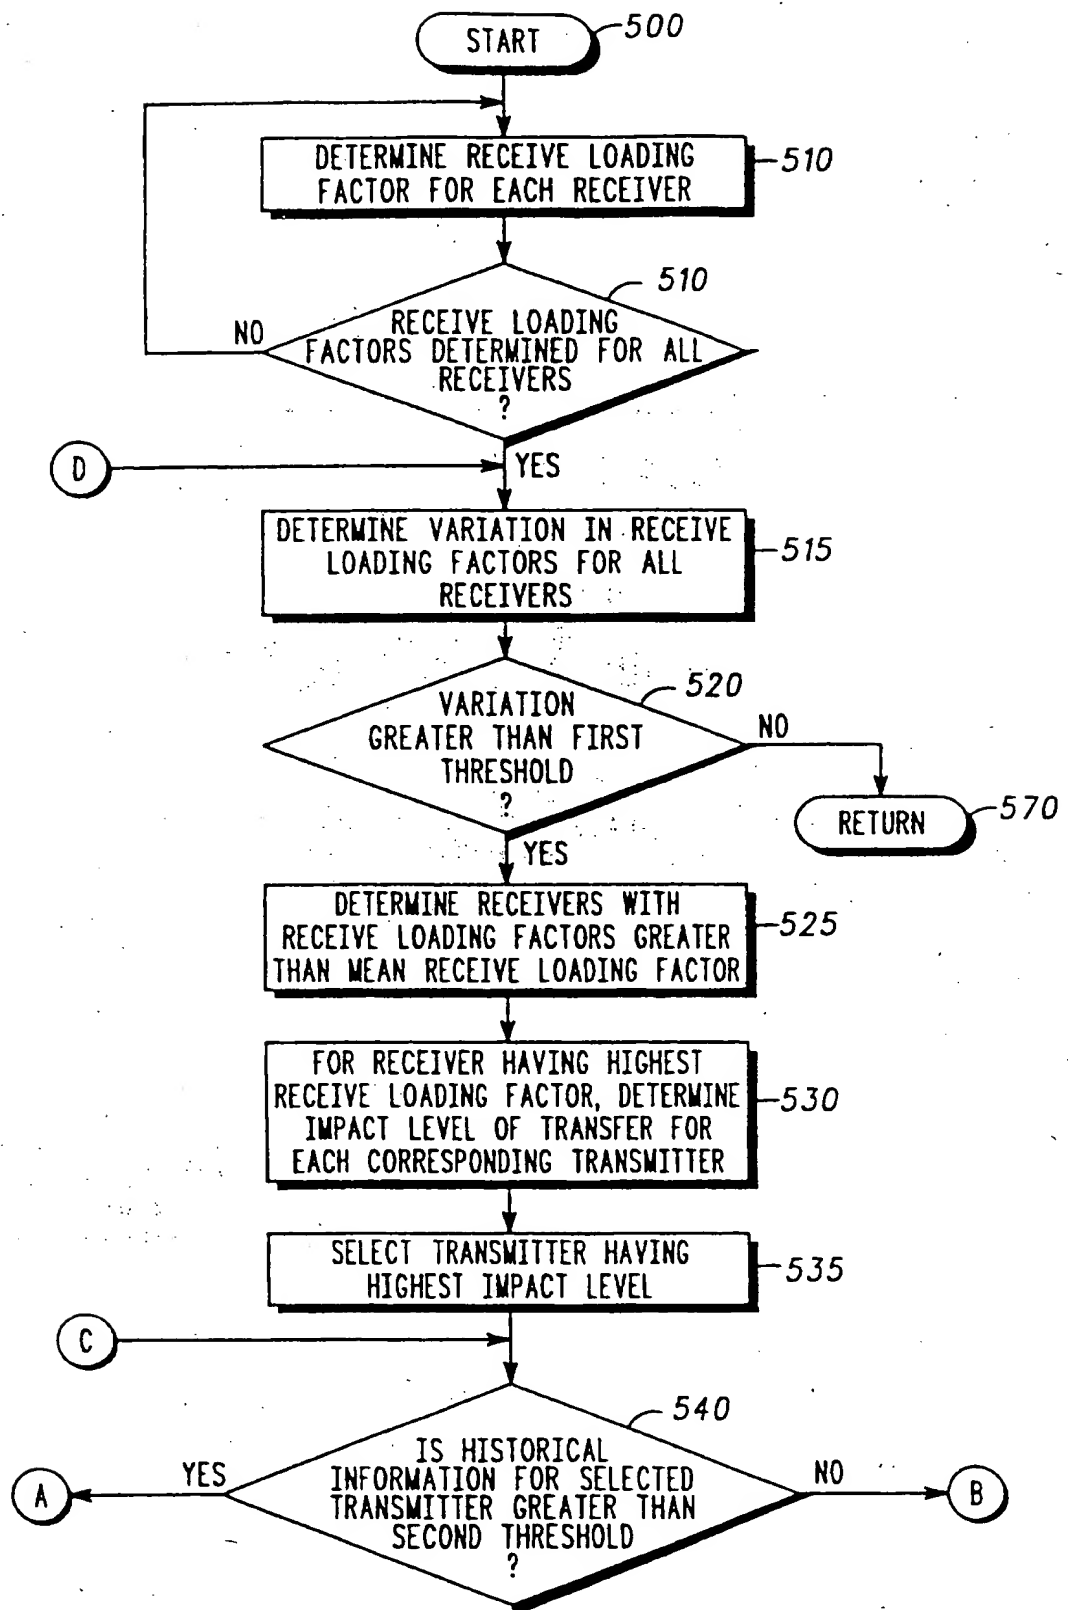 START
500
DETERMINE RECEIVE LOADING
FACTOR FOR EACH RECEIVER
510
510
RECEIVE LOADING
FACTORS DETERMINED FOR ALL
RECEIVERS
?
NO
D
YES
DETERMINE VARIATION IN RECEIVE
LOADING FACTORS FOR ALL
RECEIVERS
515
520
VARIATION
GREATER THAN FIRST
THRESHOLD
?
NO
RETURN
570
YES
DETERMINE RECEIVERS WITH
RECEIVE LOADING FACTORS GREATER
THAN MEAN RECEIVE LOADING FACTOR
525
FOR RECEIVER HAVING HIGHEST
RECEIVE LOADING FACTOR, DETERMINE
IMPACT LEVEL OF TRANSFER FOR
EACH CORRESPONDING TRANSMITTER
530
SELECT TRANSMITTER HAVING
HIGHEST IMPACT LEVEL
535
C
540
IS HISTORICAL
INFORMATION FOR SELECTED
TRANSMITTER GREATER THAN
SECOND THRESHOLD
?
YES
A
NO
B